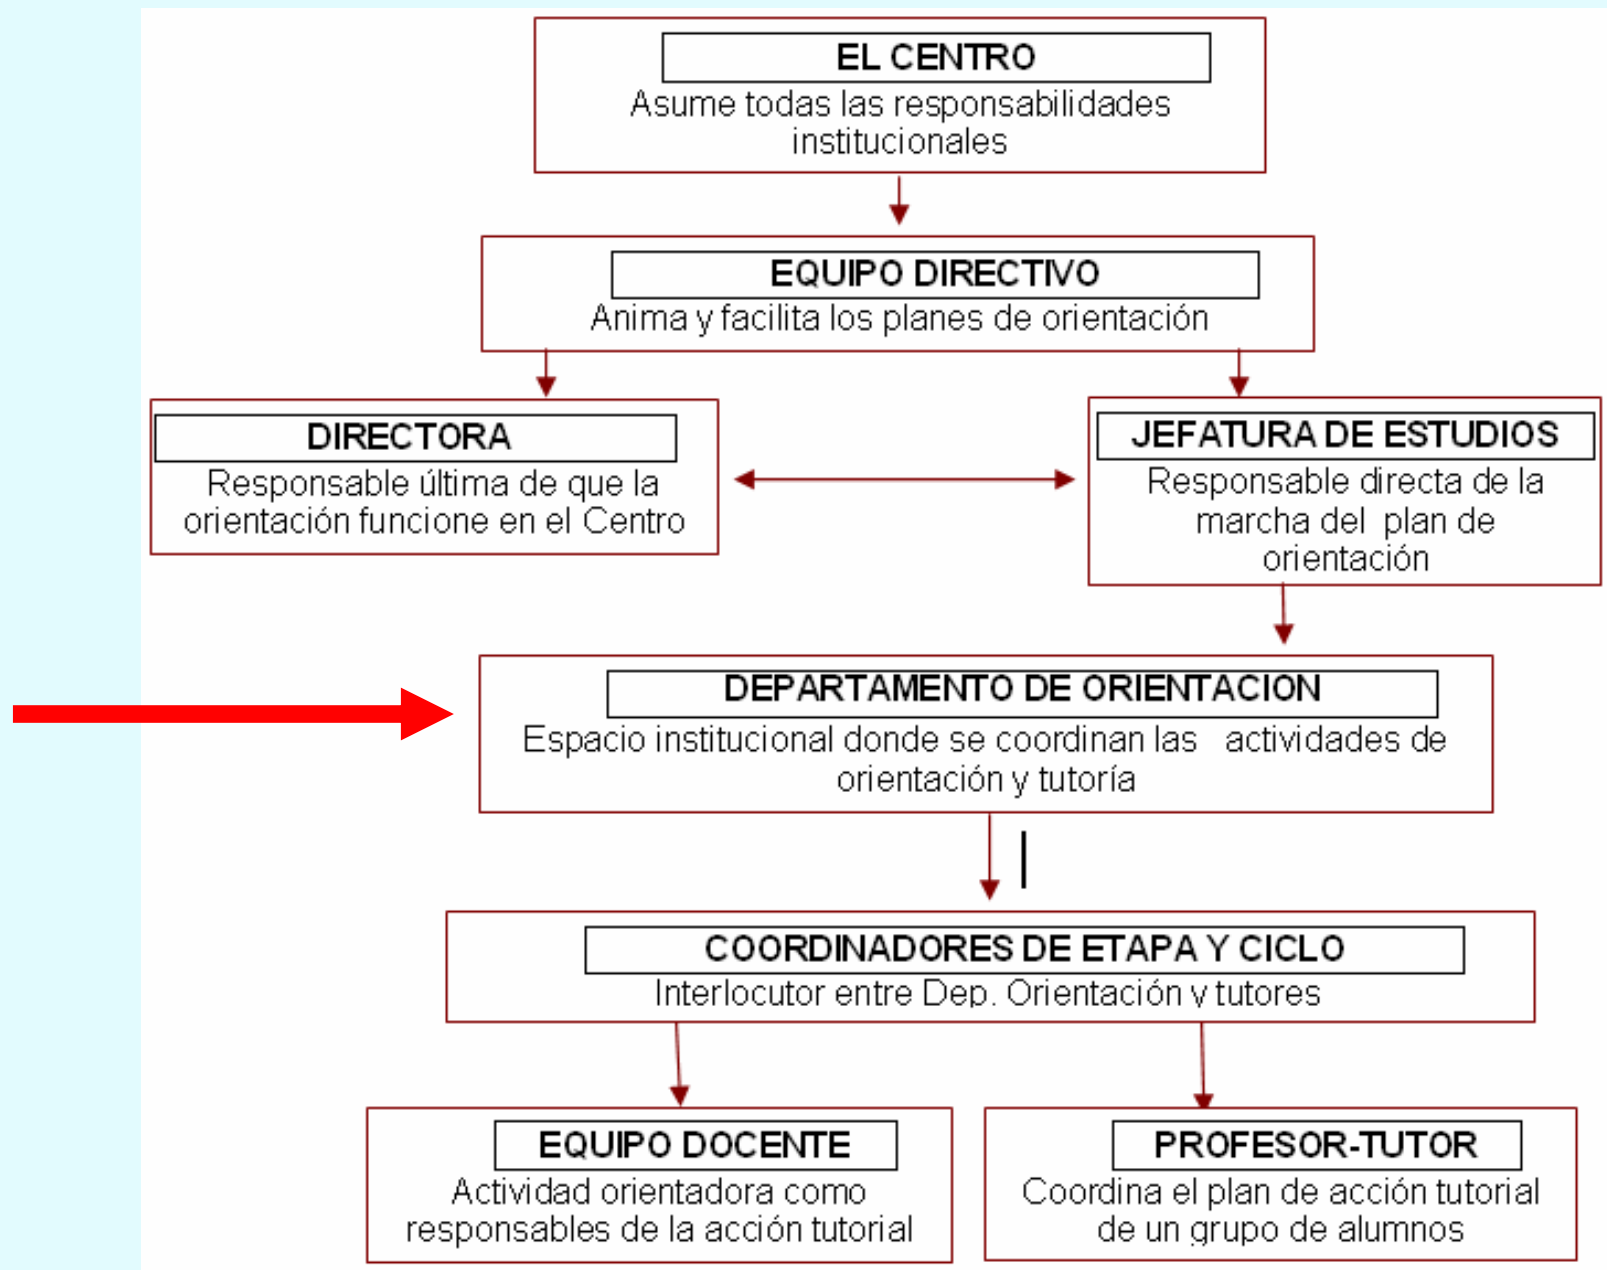 EL CENTRO
Asume todas las responsabilidades
institucionales
EQUIPO DIRECTIVO
Anima y facilita los planes de orientación
DIRECTORA
Responsable última de que la
orientación funcione en el Centro
JEFATURA DE ESTUDIOS
Responsable directa de la
marcha del plan de
orientación
DEPARTAMENTO DE ORIENTACION
Espacio institucional donde se coordinan las actividades de
orientación y tutoría
COORDINADORES DE ETAPA Y CICLO
Interlocutor entre Dep. Orientación y tutores
EQUIPO DOCENTE
Actividad orientadora como
responsables de la acción tutorial
PROFESOR-TUTOR
Coordina el plan de acción tutorial
de un grupo de alumnos